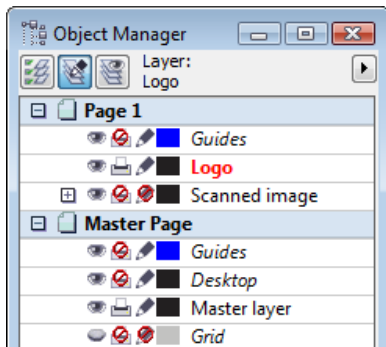 Object Manager
Layer:
Logo
Page 1
Guides
Logo
Scanned image
Master Page
Guides
Desktop
Master layer
Grid